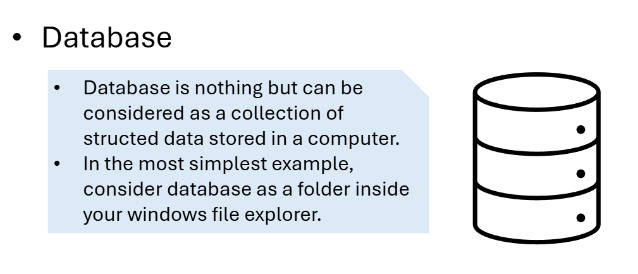 • Database
• Database is nothing but can be
considered as a collection of
structed data stored in a computer.
• In the most simplest example,
consider database as a folder inside
your windows file explorer.